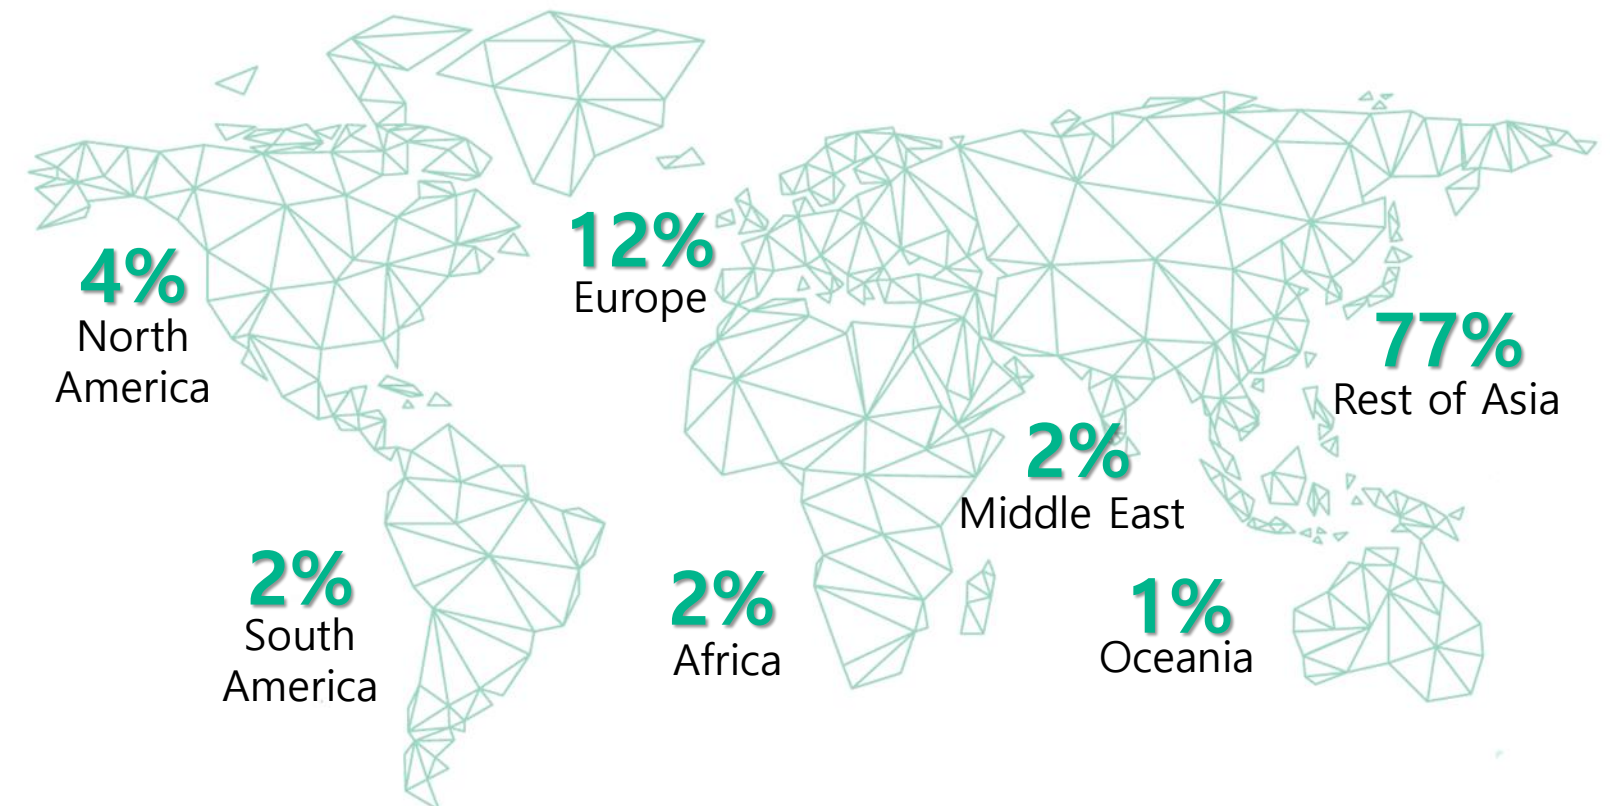 4%
North
America
12%
Europe
77%
Rest of Asia
2%
Middle East
2%
South
America
2%
Africa
1%
Oceania